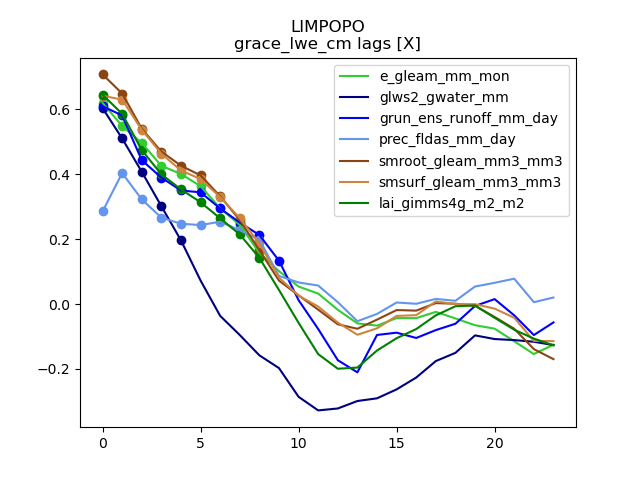 LIMPOPO
grace_lwe_cm lags [X]
e_gleam_mm_mon
glws2_gwater_mm
grun_ens_runoff_mm_day
prec_fldas_mm_day
smroot_gleam_mm3_mm3
smsurf_gleam_mm3_mm3
lai_gimms4g_m2_m2
0.6
0.4
0.2
0.0
−0.2
0 5 10 15 20